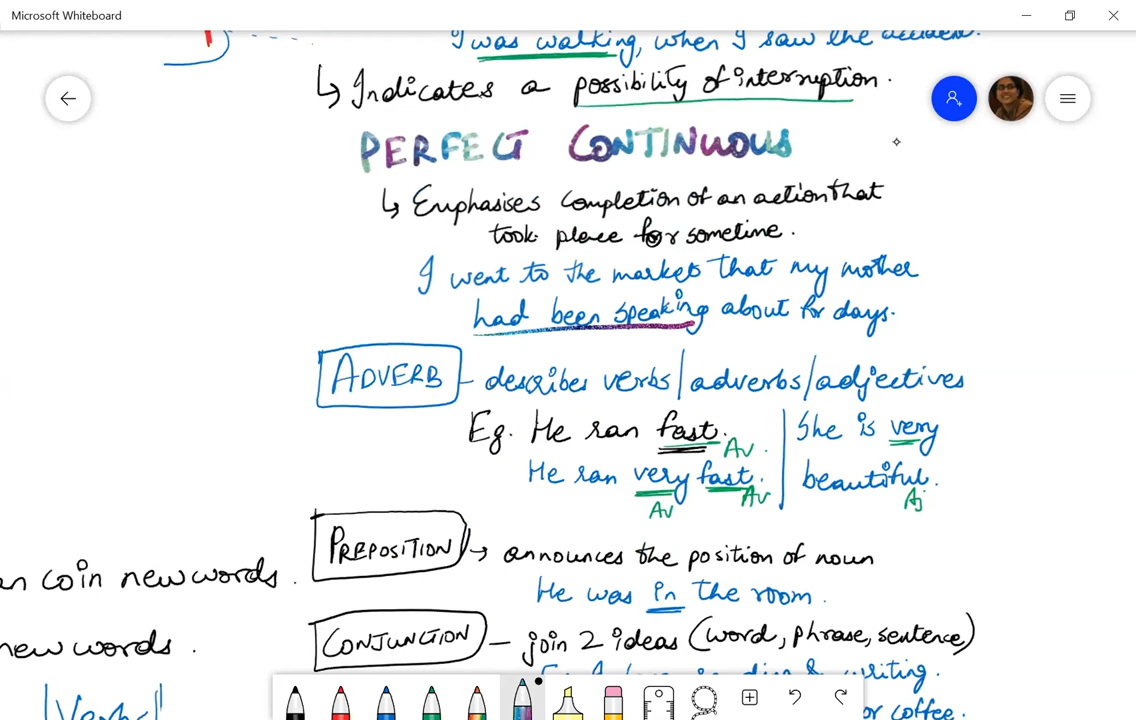 Microsoft Whiteboard
I was walking, when I saw the
↳ Indicates a possibility of interruption.
PERFECT CONTINUOUS
↳ Emphasises completion of an action that
took place for sometime.
I went to the market that my mother
had been speaking about for days.
ADVERB - describes verbs/adverbs/adjectives
Eg. He ran fast.
Av
He ran very fast.
Av Av
She is very
beautiful.
Aj
PREPOSITION → announces the position of noun
He was in the room.
an coin new words.
CONJUNCTION - join 2 ideas (word, phrase, sentence)
new words.
& writing.
or coffee.